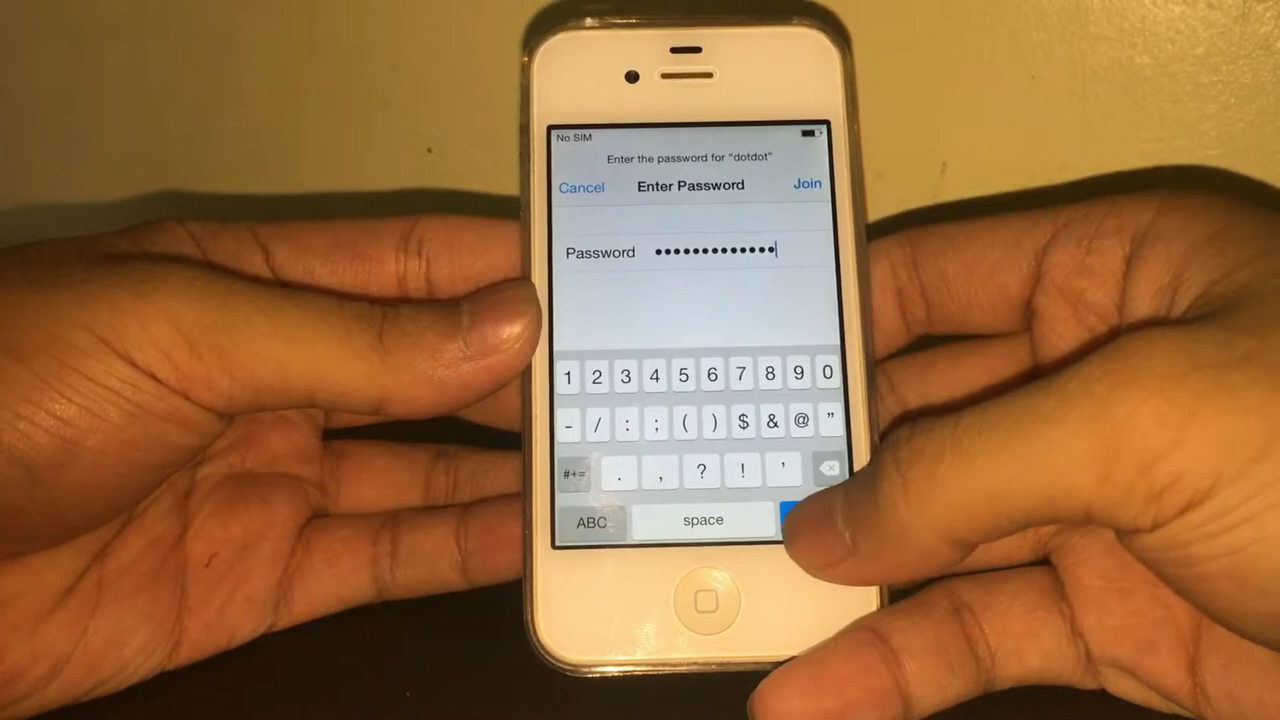 No SIM
Enter the password for “dotdot”
Cancel Enter Password Join
Password •••••••••••••
1 2 3 4 5 6 7 8 9 0
- / : ; ( ) $ & @ ”
#+= . , ? ! ’
ABC space